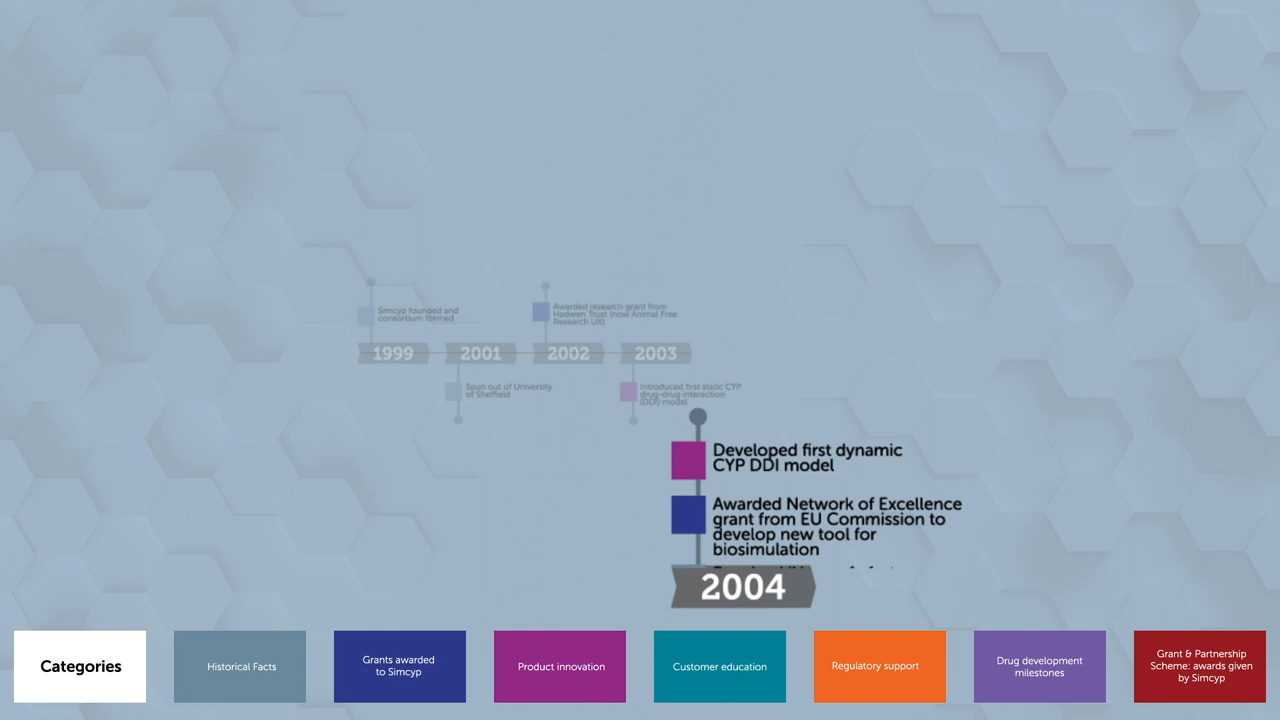 Simcyp founded and
consortium formed
Awarded research grant from
Hadwen Trust (now Animal Free
Research UK)
1999
2001
2002
2003
Spun out of University
of Sheffield
Introduced first static CYP
drug-drug interaction
(DDI) model
Developed first dynamic
CYP DDI model
Awarded Network of Excellence
grant from EU Commission to
develop new tool for
biosimulation
2004
Categories
Historical Facts
Grants awarded
to Simcyp
Product innovation
Customer education
Regulatory support
Drug development
milestones
Grant & Partnership
Scheme: awards given
by Simcyp